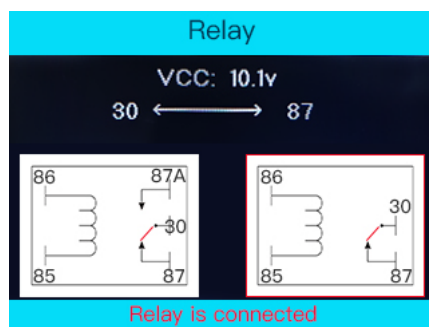 Relay
VCC: 10.1v
30 87
86 87A 86
30 30
85 87 85 87
Relay is connected